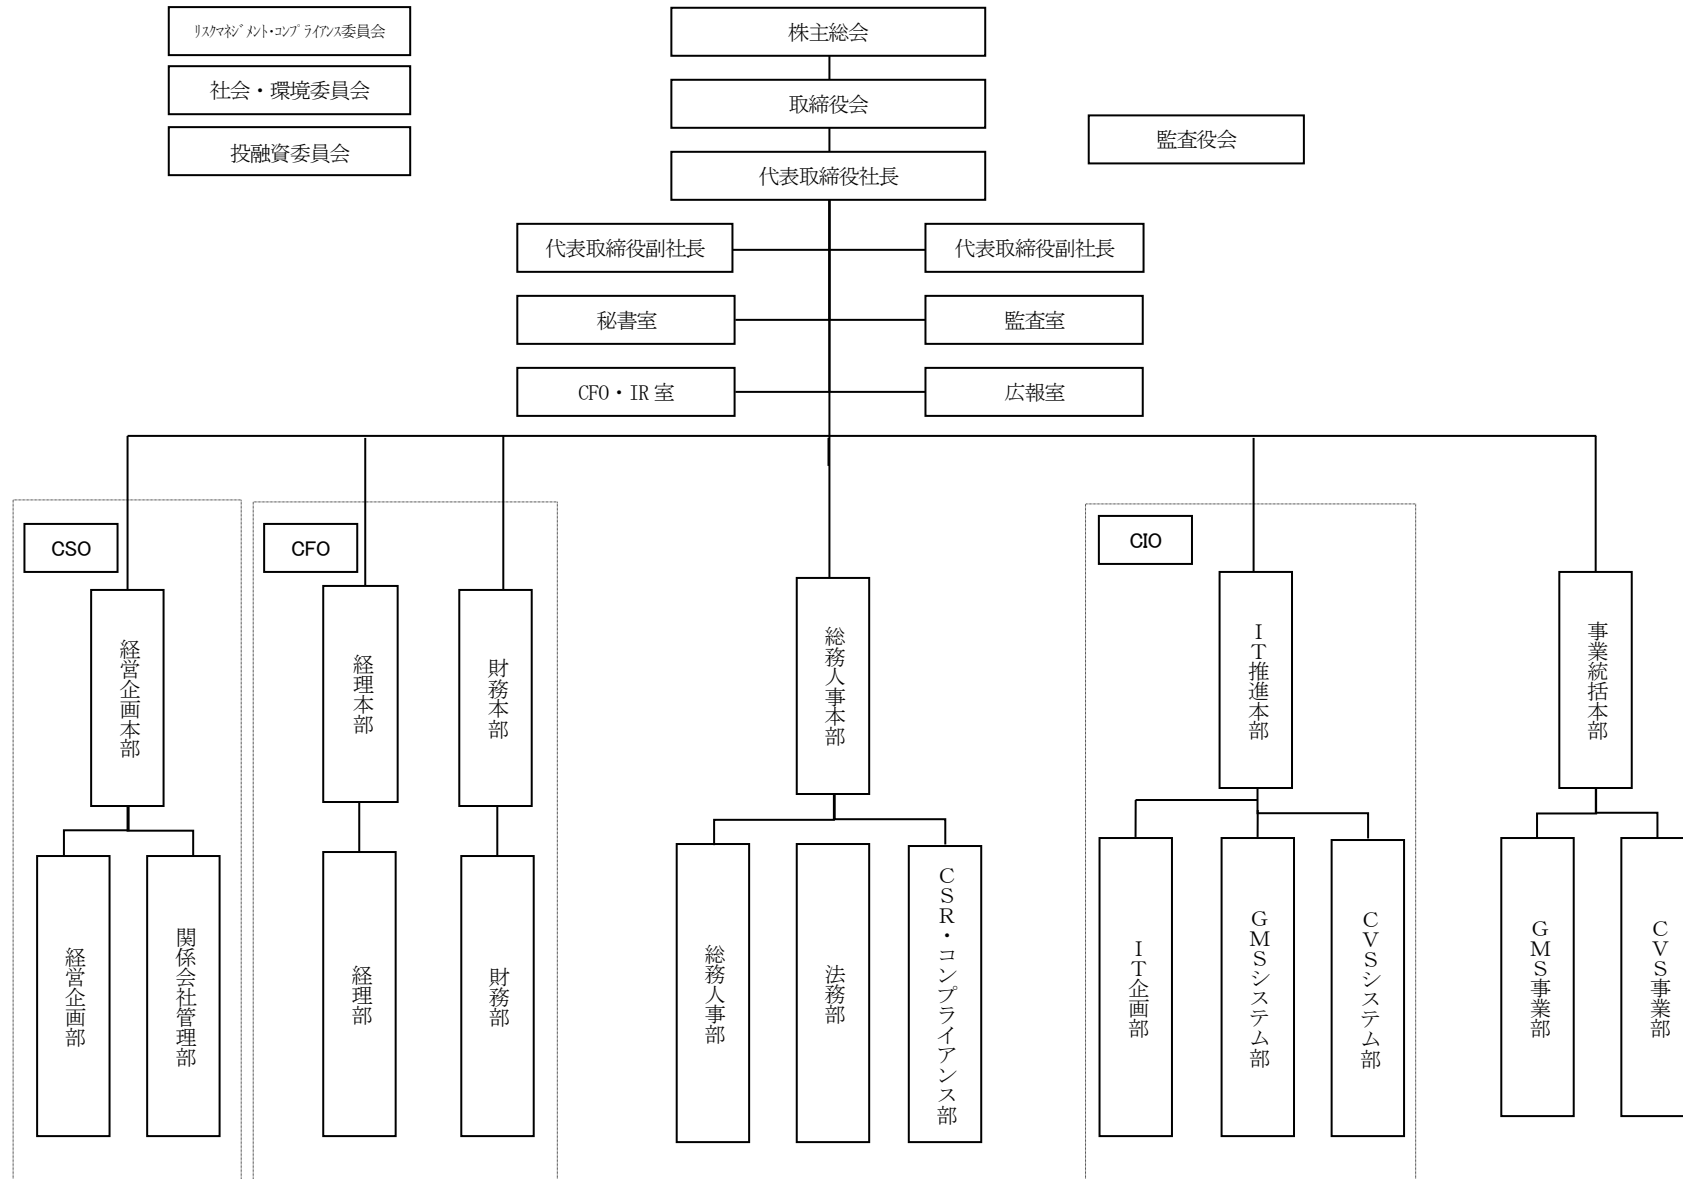 リスクマネジメント・コンプライアンス委員会
株主総会
社会・環境委員会
取締役会
投融資委員会
監査役会
代表取締役社長
代表取締役副社長
代表取締役副社長
秘書室
監査室
CFO・IR 室
広報室
CSO
CFO
CIO
経営企画本部
経理本部
財務本部
総務人事本部
ＩＴ推進本部
事業統括本部
経営企画部
関係会社管理部
経理部
財務部
総務人事部
法務部
ＣＳＲ・コンプライアンス部
ＩＴ企画部
ＧＭＳシステム部
ＣＶＳシステム部
ＧＭＳ事業部
ＣＶＳ事業部